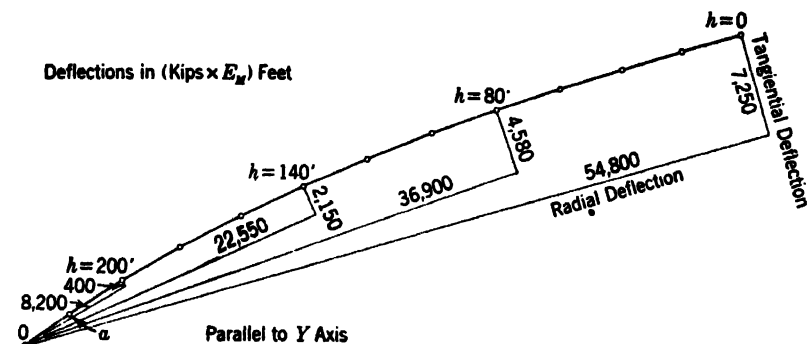 h=0
Deflections in (Kips×E_M) Feet
Tangiential Deflection
7,250
h=80'
4,580
54,800
Radial Deflection
h=140'
2,150
36,900
22,550
h=200'
400
8,200
0
a
Parallel to Y Axis